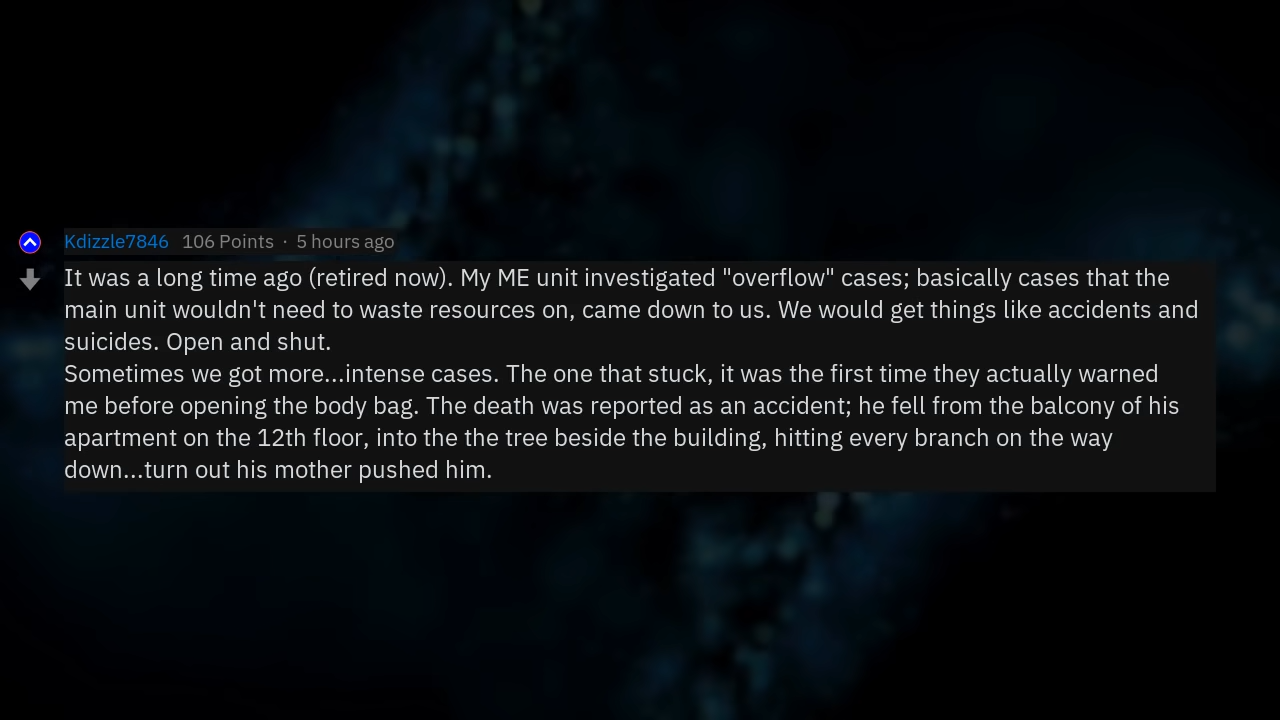 Kdizzle7846 106 Points · 5 hours ago
It was a long time ago (retired now). My ME unit investigated "overflow" cases; basically cases that the
main unit wouldn't need to waste resources on, came down to us. We would get things like accidents and
suicides. Open and shut.
Sometimes we got more...intense cases. The one that stuck, it was the first time they actually warned
me before opening the body bag. The death was reported as an accident; he fell from the balcony of his
apartment on the 12th floor, into the the tree beside the building, hitting every branch on the way
down...turn out his mother pushed him.